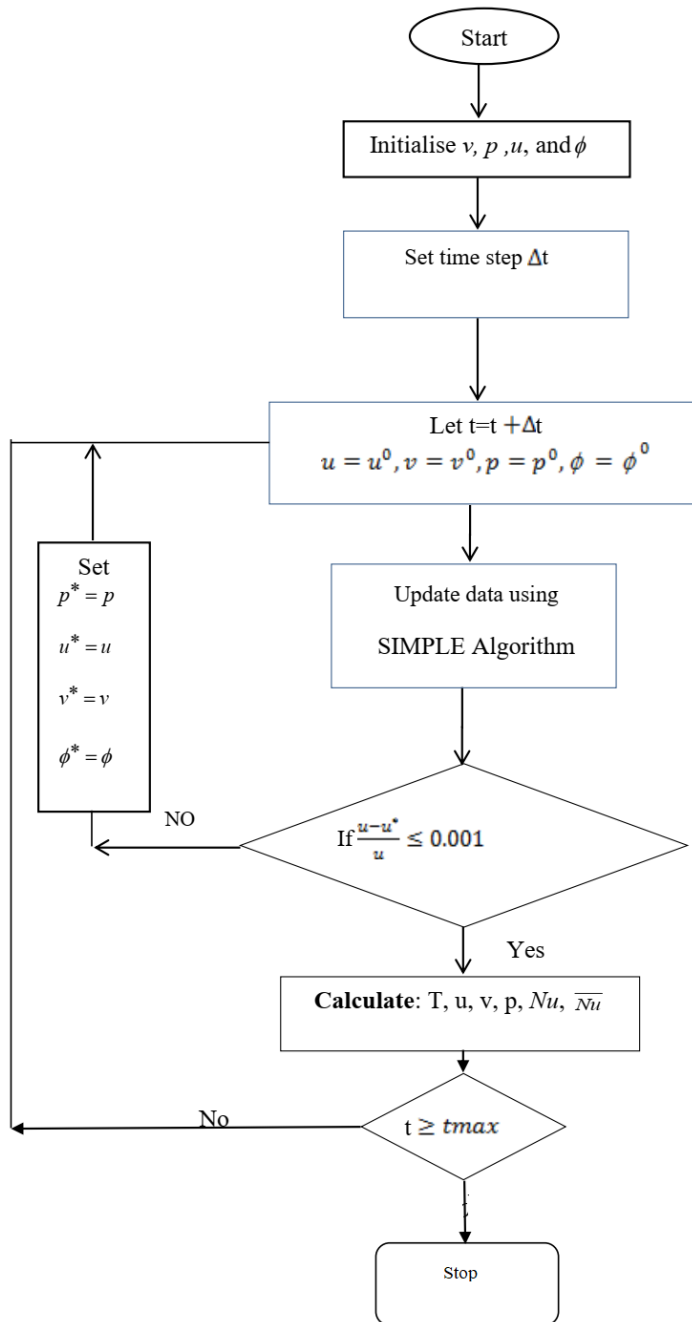 Start
Initialise v, p ,u, and ϕ
Set time step Δt
Let t=t +Δt
u = u⁰, v = v⁰, p = p⁰, ϕ = ϕ⁰
Set
p* = p
u* = u
v* = v
ϕ* = ϕ
Update data using
SIMPLE Algorithm
NO
If (u−u*)/u ≤ 0.001
Yes
Calculate: T, u, v, p, Nu, N̅u̅
No
t ≥ tmax
Stop